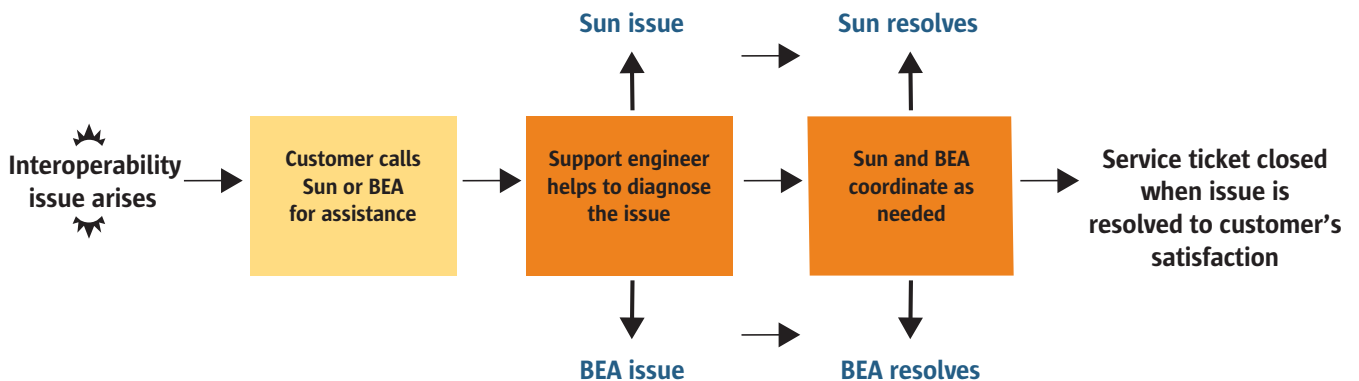 Sun issue
Sun resolves
Interoperability
issue arises
Customer calls
Sun or BEA
for assistance
Support engineer
helps to diagnose
the issue
Sun and BEA
coordinate as
needed
Service ticket closed
when issue is
resolved to customer’s
satisfaction
BEA issue
BEA resolves